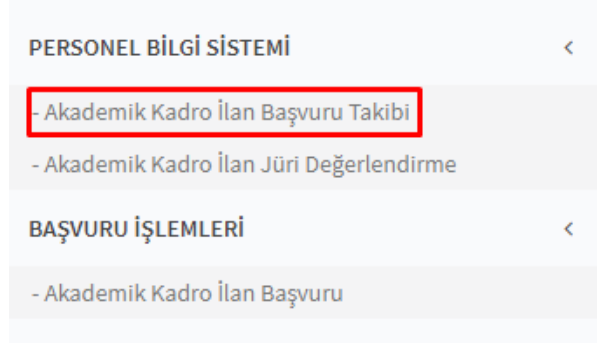 PERSONEL BİLGİ SİSTEMİ
- Akademik Kadro İlan Başvuru Takibi
- Akademik Kadro İlan Jüri Değerlendirme
BAŞVURU İŞLEMLERİ
- Akademik Kadro İlan Başvuru